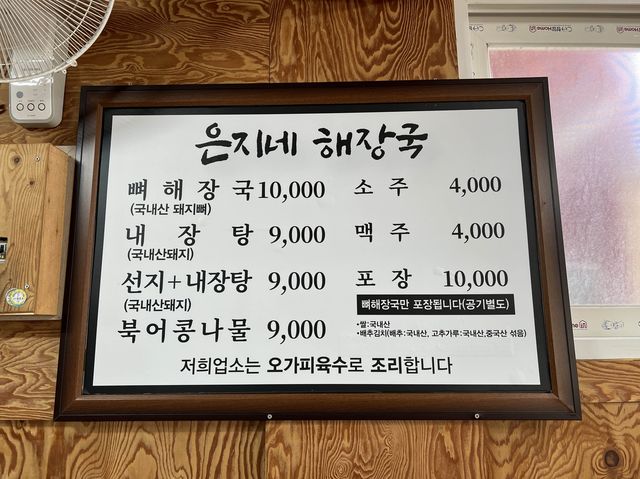 은지네 해장국
뼈 해 장 국 10,000
(국내산 돼지뼈)
내 장 탕 9,000
(국내산돼지)
선지+내장탕 9,000
(국내산돼지)
북어콩나물 9,000
소 주 4,000
맥 주 4,000
포 장 10,000
뼈해장국만 포장됩니다(공기별도)
•쌀:국내산
•배추김치(배추:국내산, 고추가루:국내산,중국산 섞음)
저희업소는 오가피육수로 조리합니다